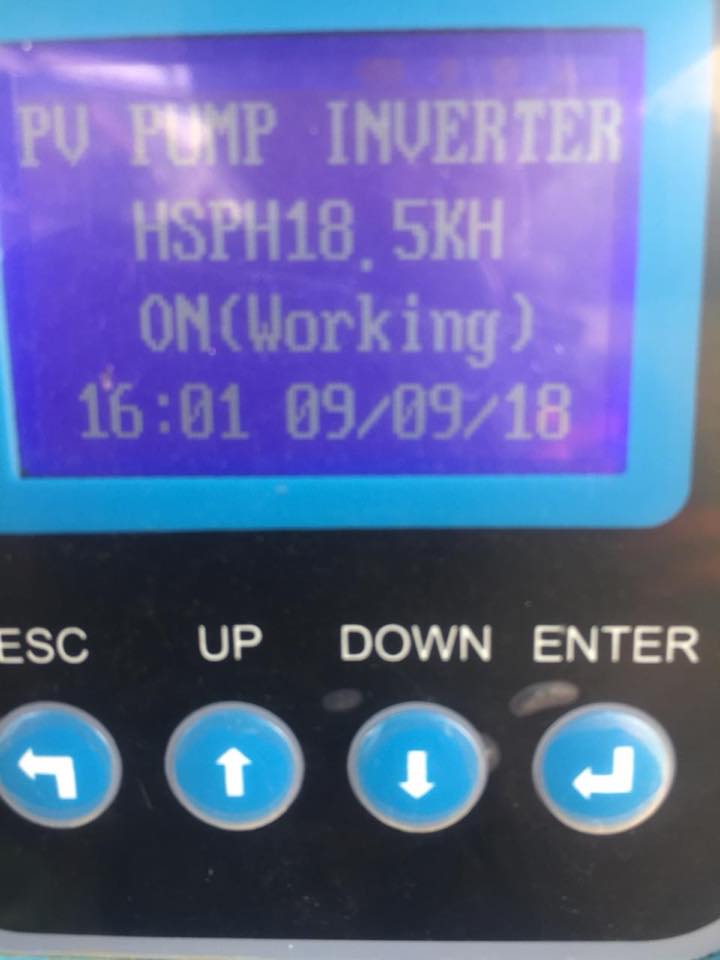 PV PUMP INVERTER
HSPH18.5KH
ON(Working)
16:01 09/09/18
ESC UP DOWN ENTER